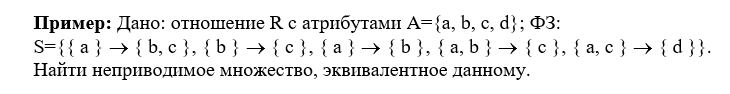 Пример: Дано: отношение R с атрибутами A={a, b, c, d}; ФЗ:
S={{ a } → { b, c }, { b } → { c }, { a } → { b }, { a, b } → { c }, { a, c } → { d }}.
Найти неприводимое множество, эквивалентное данному.